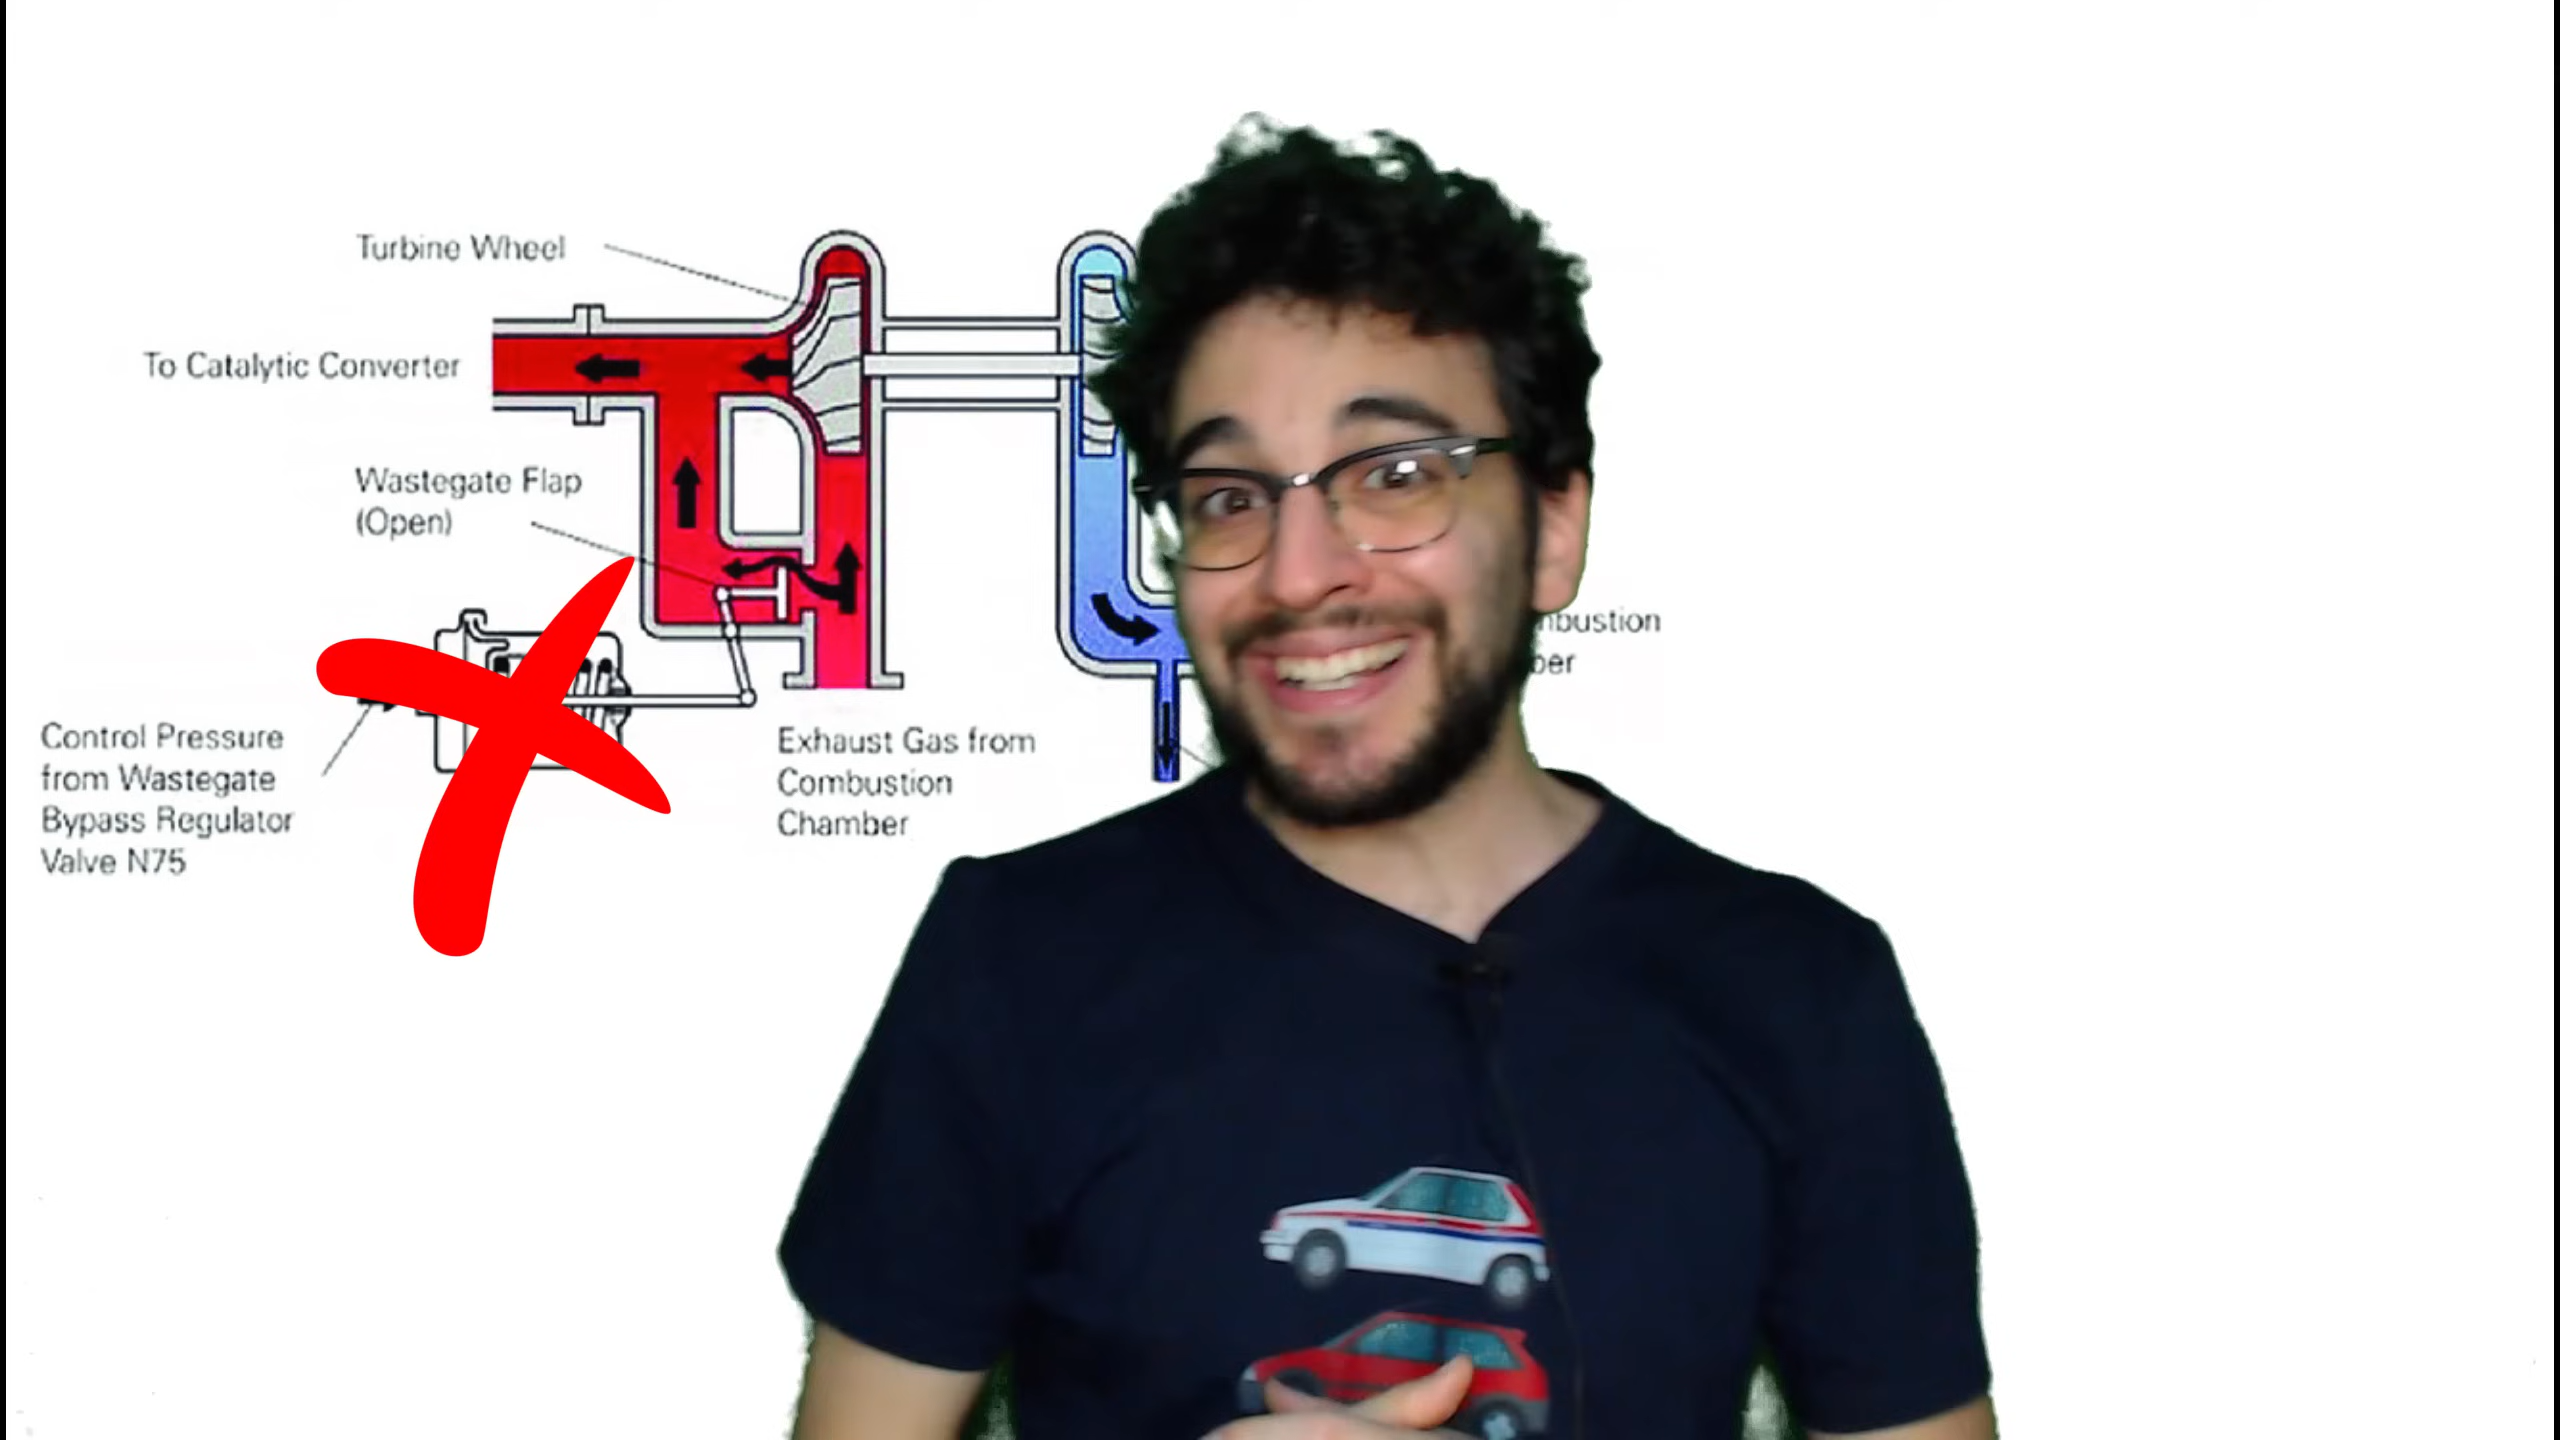 Turbine Wheel
To Catalytic Converter
Wastegate Flap
(Open)
Control Pressure
from Wastegate
Bypass Regulator
Valve N75
Exhaust Gas from
Combustion
Chamber